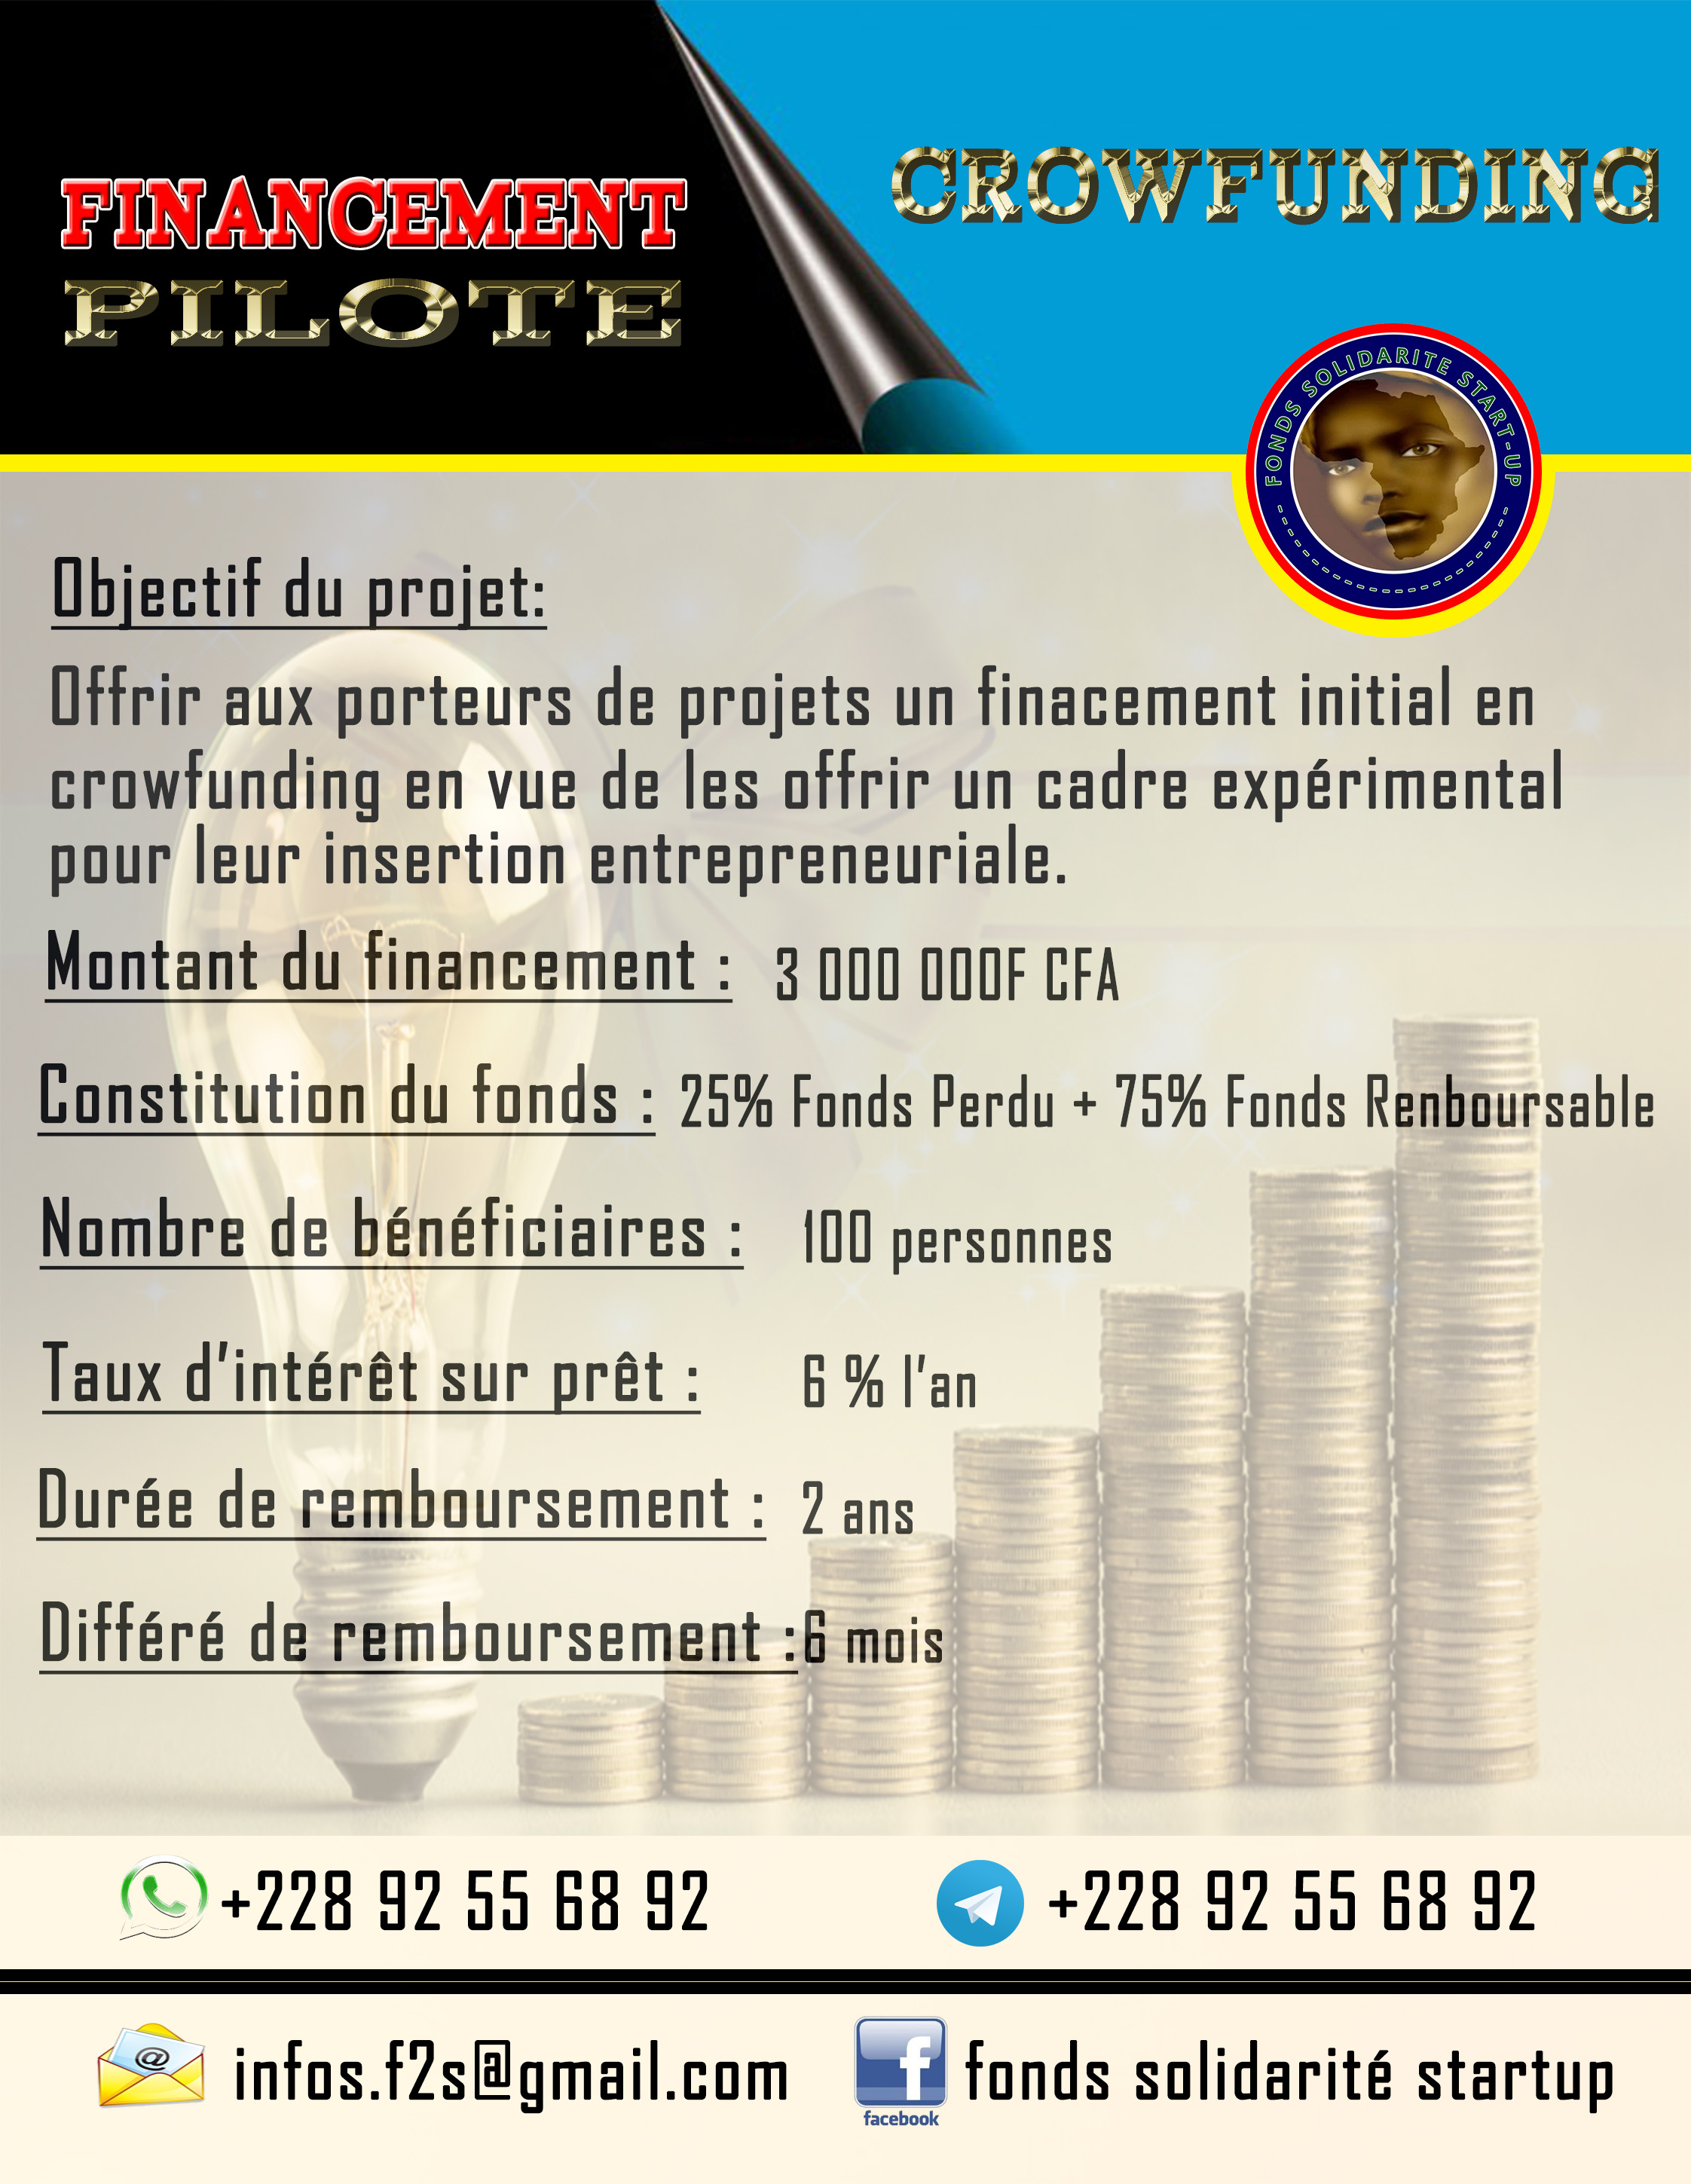 FINANCEMENT
PILOTE
CROWFUNDING
FONDS SOLIDARITE START-UP
Objectif du projet:
Offrir aux porteurs de projets un finacement initial en
crowfunding en vue de les offrir un cadre expérimental
pour leur insertion entrepreneuriale.
Montant du financement : 3 000 000F CFA
Constitution du fonds : 25% Fonds Perdu + 75% Fonds Renboursable
Nombre de bénéficiaires : 100 personnes
Taux d'intérêt sur prêt : 6 % l'an
Durée de remboursement : 2 ans
Différé de remboursement :6 mois
+228 92 55 68 92
+228 92 55 68 92
@
infos.f2s@gmail.com
f
facebook
fonds solidarité startup